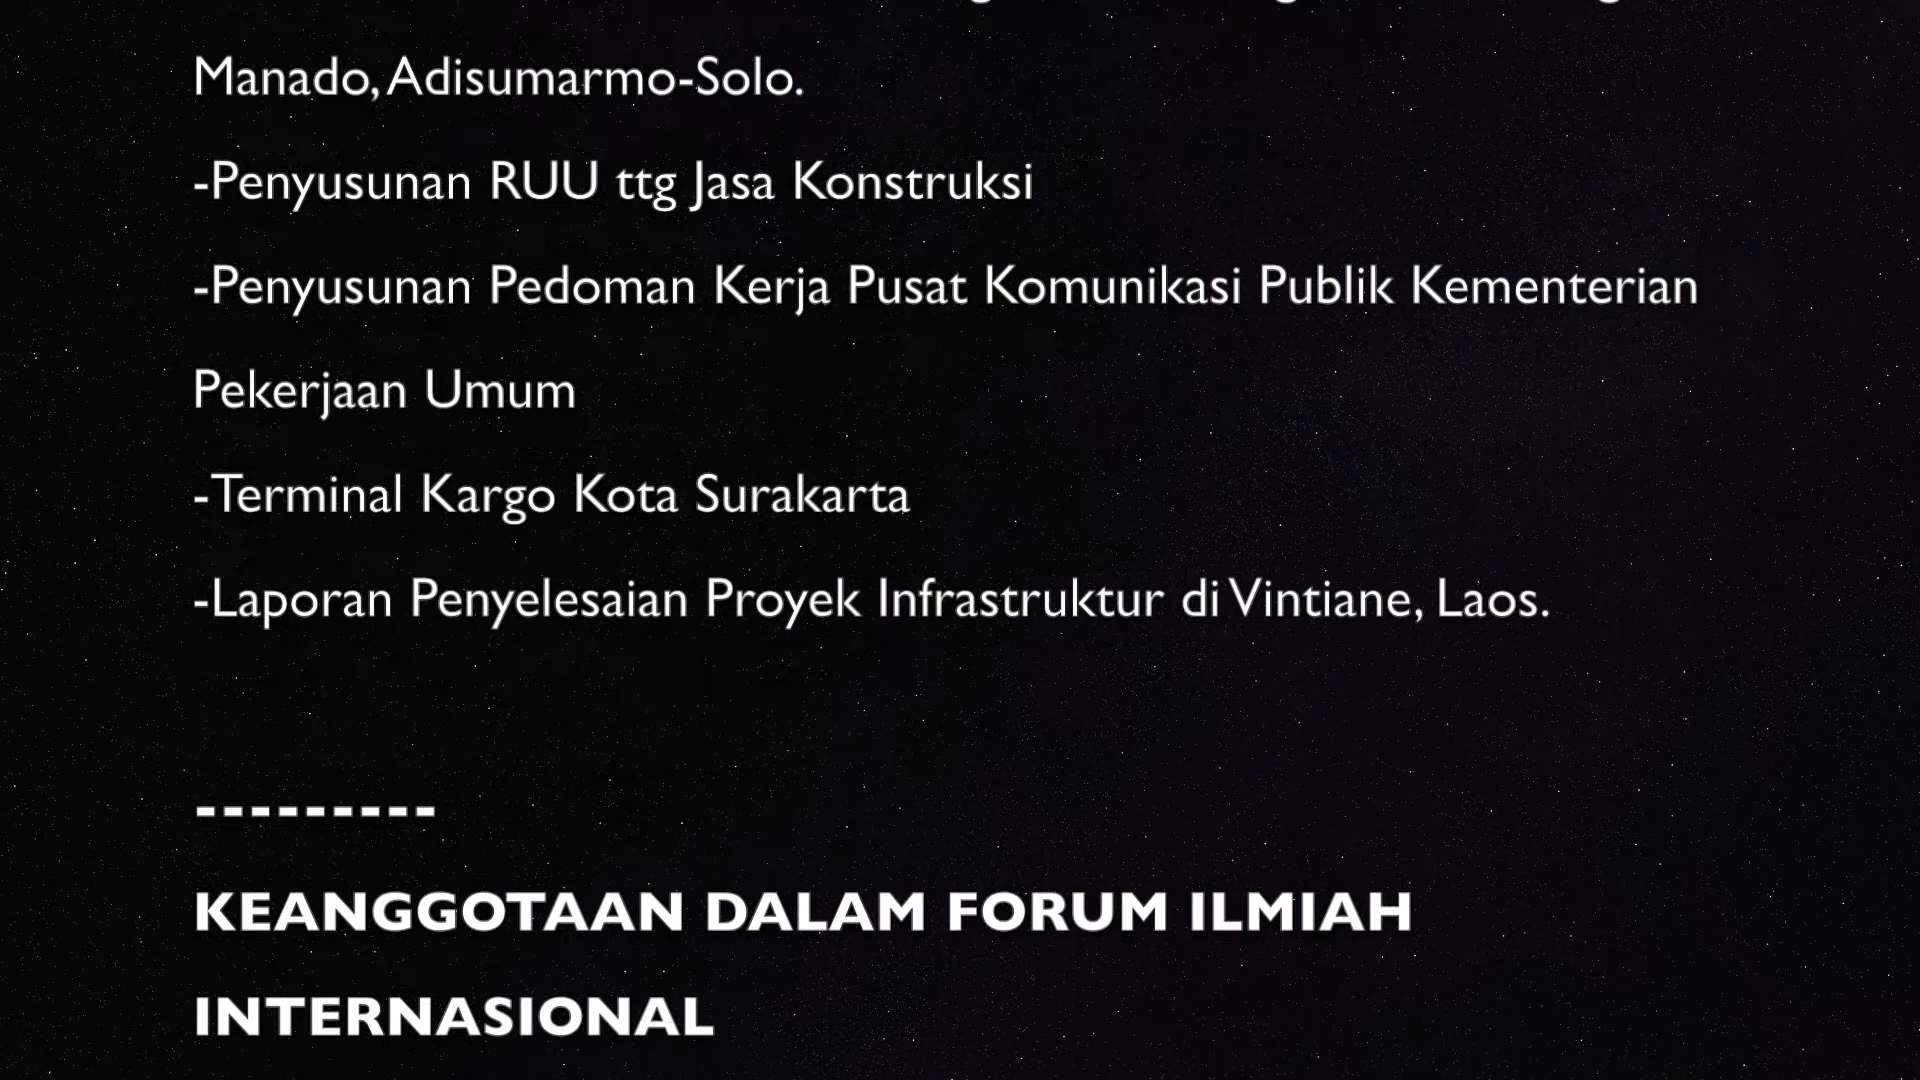 Manado, Adisumarmo-Solo.
-Penyusunan RUU ttg Jasa Konstruksi
-Penyusunan Pedoman Kerja Pusat Komunikasi Publik Kementerian
Pekerjaan Umum
-Terminal Kargo Kota Surakarta
-Laporan Penyelesaian Proyek Infrastruktur di Vintiane, Laos.
---------
KEANGGOTAAN DALAM FORUM ILMIAH
INTERNASIONAL